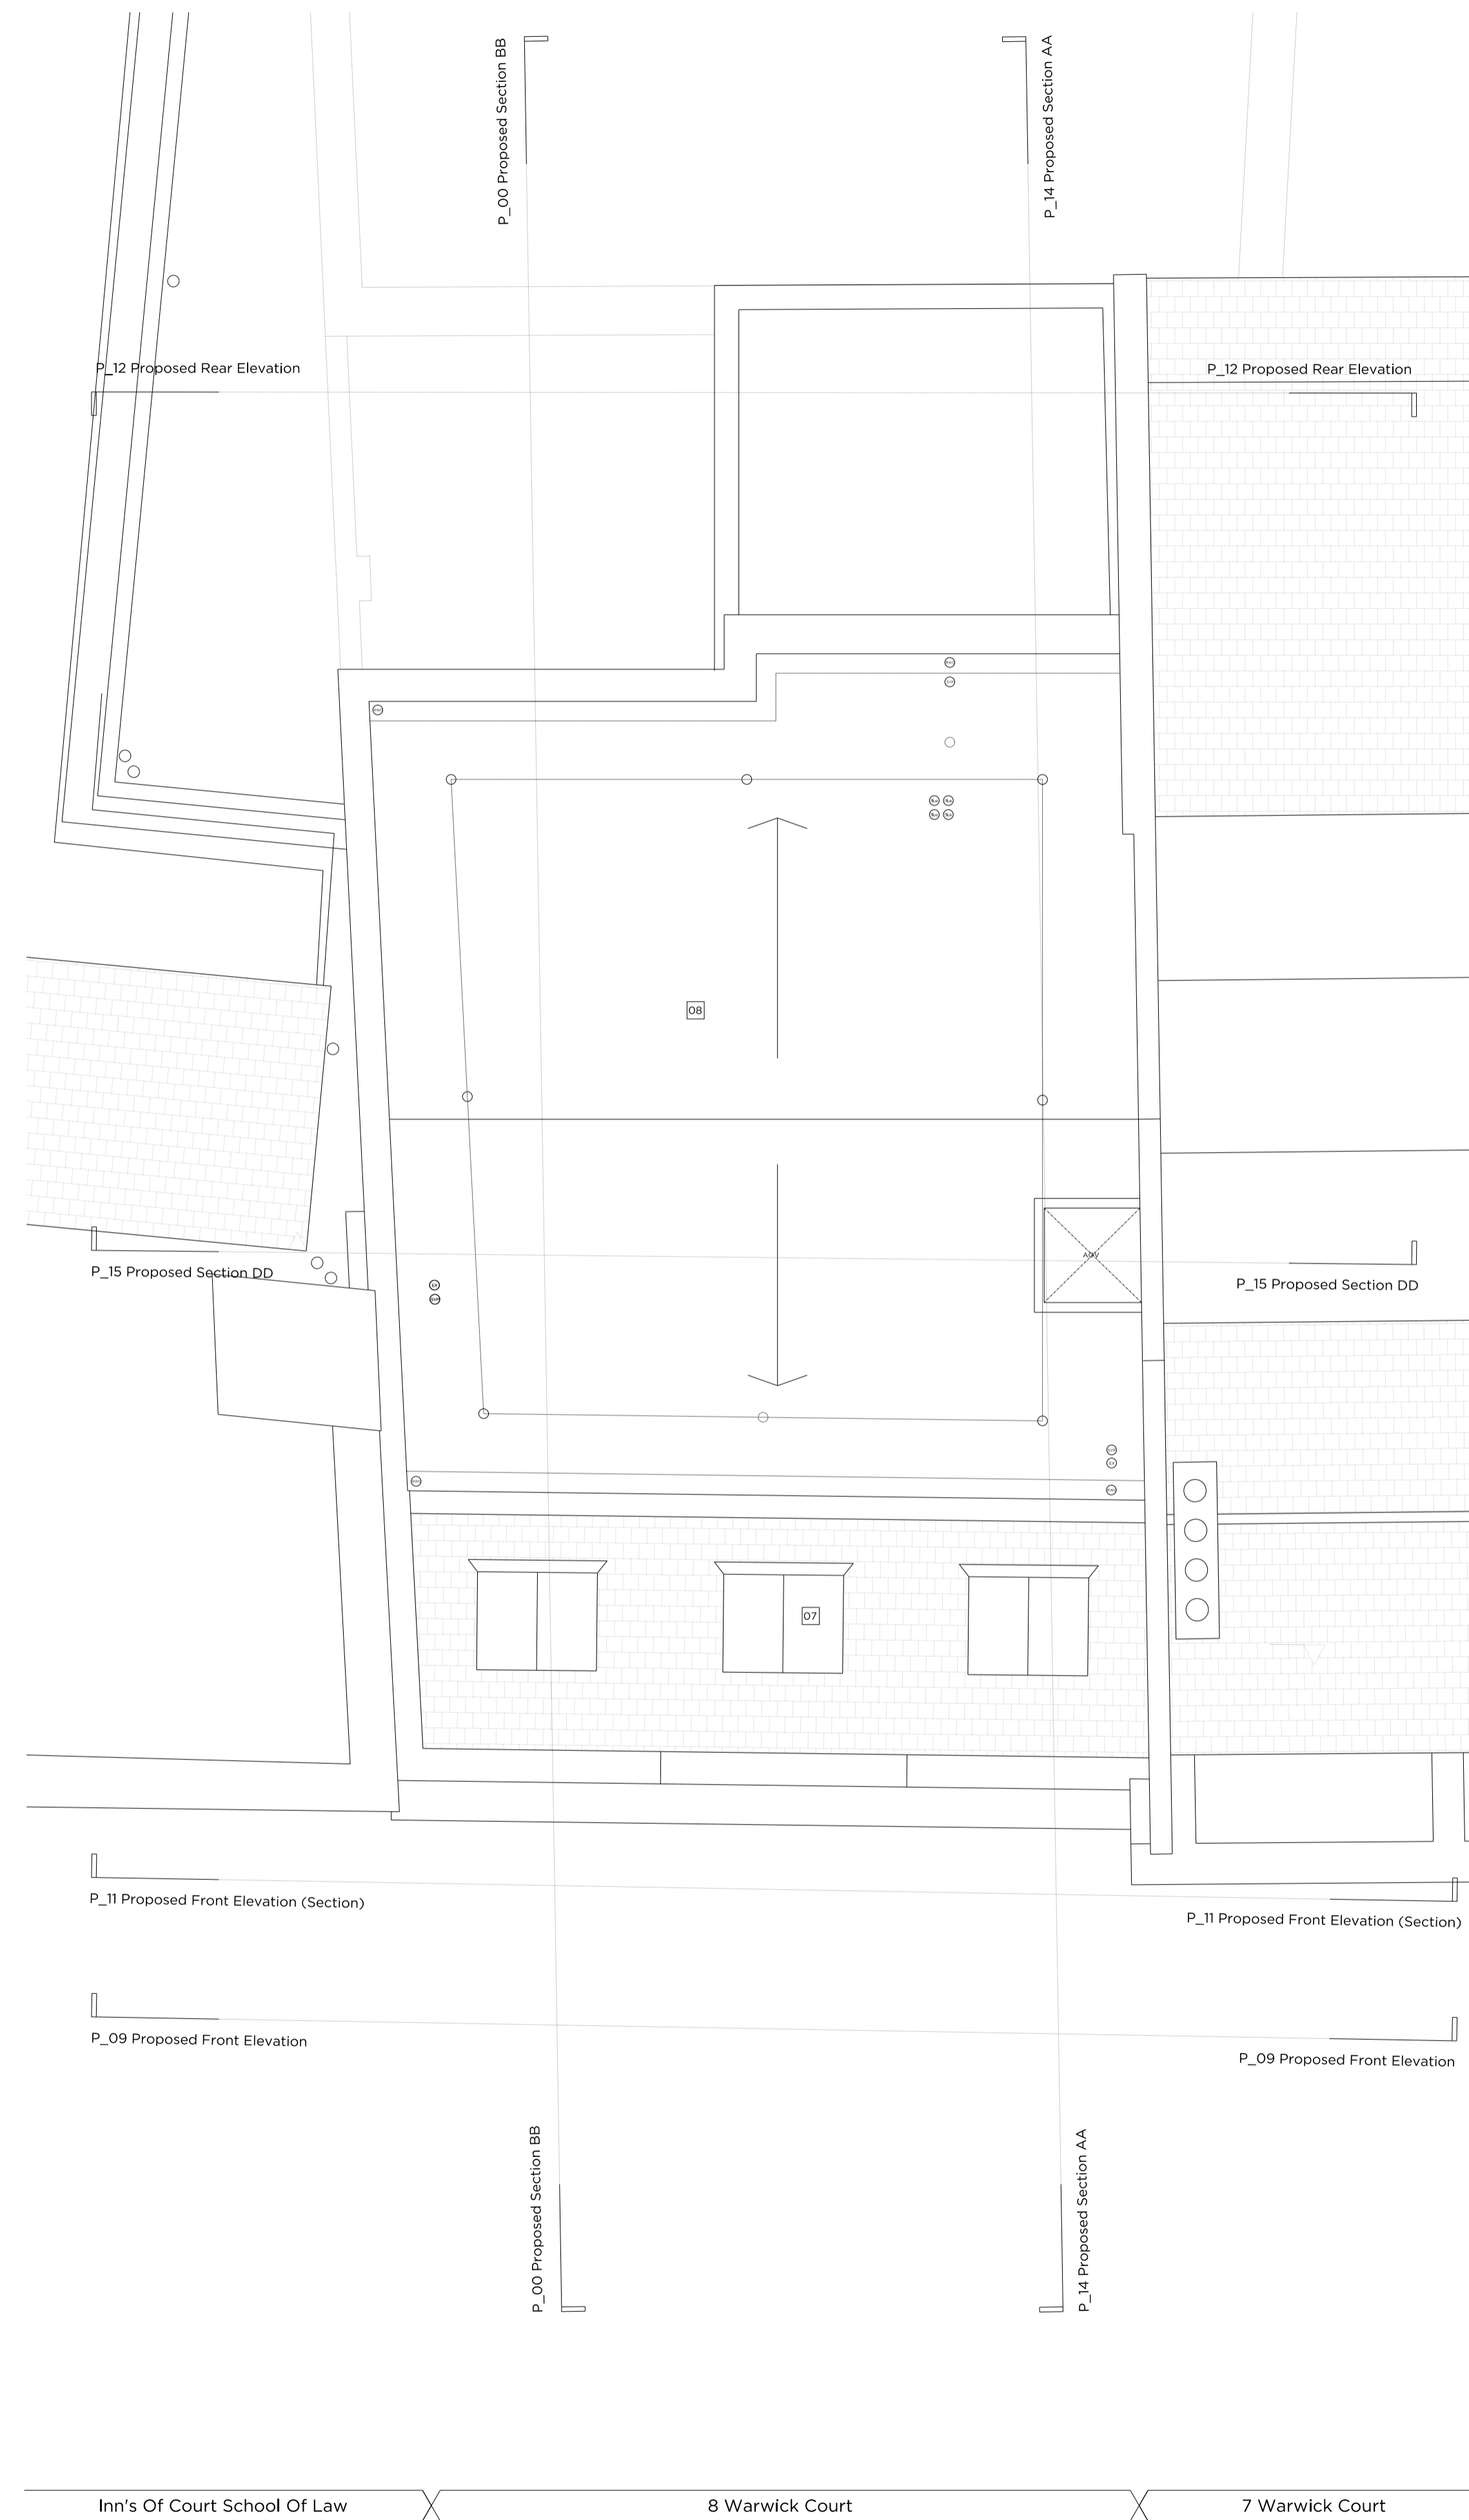 P_00 Proposed Section BB
P_14 Proposed Section AA
P_12 Proposed Rear Elevation
P_12 Proposed Rear Elevation
08
AOV
P_15 Proposed Section DD
P_15 Proposed Section DD
07
P_11 Proposed Front Elevation (Section)
P_11 Proposed Front Elevation (Section)
P_09 Proposed Front Elevation
P_09 Proposed Front Elevation
P_00 Proposed Section BB
P_14 Proposed Section AA
Inn's Of Court School Of Law
8 Warwick Court
7 Warwick Court